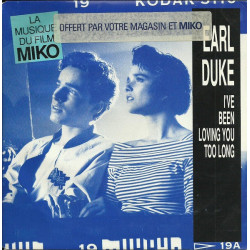 19
KODAK
LA
MUSIQUE
DU FILM
MIKO
OFFERT PAR VOTRE MAGASIN ET MIKO
EARL
DUKE
I'VE
BEEN
LOVING YOU
TOO LONG
19
19A